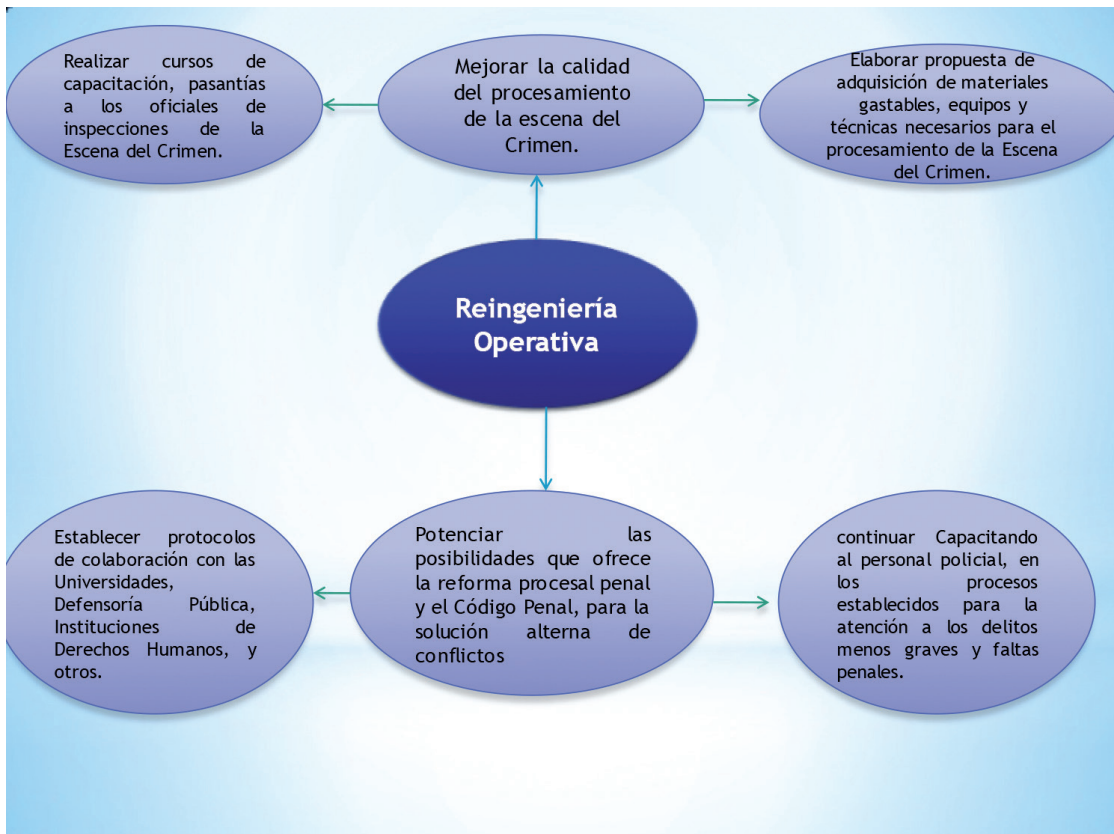 Realizar cursos de
capacitación, pasantías
a los oficiales de
inspecciones de la
Escena del Crimen.
Mejorar la calidad
del procesamiento
de la escena del
Crimen.
Elaborar propuesta de
adquisición de materiales
gastables, equipos y
técnicas necesarios para el
procesamiento de la Escena
del Crimen.
Reingeniería
Operativa
Establecer protocolos
de colaboración con las
Universidades,
Defensoría Pública,
Instituciones de
Derechos Humanos, y
otros.
Potenciar las
posibilidades que ofrece
la reforma procesal penal
y el Código Penal, para la
solución alterna de
conflictos
continuar Capacitando
al personal policial, en
los procesos
establecidos para la
atención a los delitos
menos graves y faltas
penales.